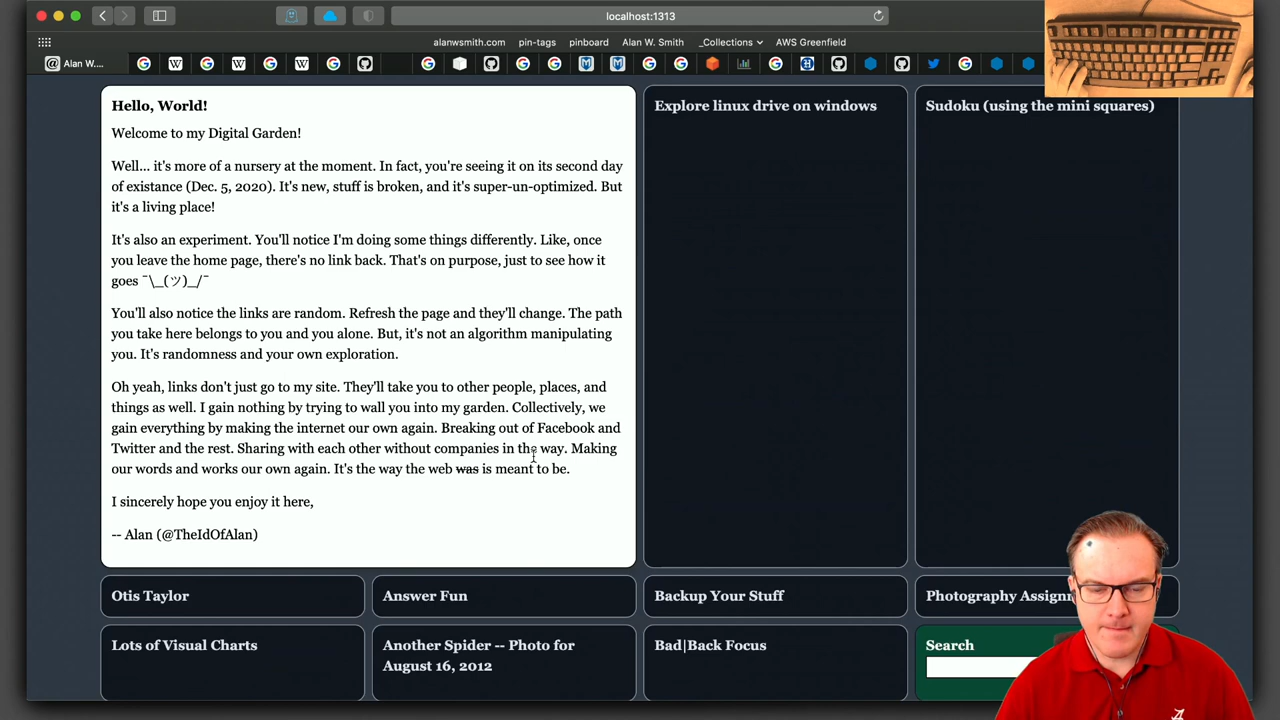 localhost:1313
alanwsmith.com pin-tags pinboard Alan W. Smith _Collections AWS Greenfield
Alan W....
Hello, World!
Welcome to my Digital Garden!
Well... it's more of a nursery at the moment. In fact, you're seeing it on its second day
of existance (Dec. 5, 2020). It's new, stuff is broken, and it's super-un-optimized. But
it's a living place!
It's also an experiment. You'll notice I'm doing some things differently. Like, once
you leave the home page, there's no link back. That's on purpose, just to see how it
goes ¯\_(ツ)_/¯
You'll also notice the links are random. Refresh the page and they'll change. The path
you take here belongs to you and you alone. But, it's not an algorithm manipulating
you. It's randomness and your own exploration.
Oh yeah, links don't just go to my site. They'll take you to other people, places, and
things as well. I gain nothing by trying to wall you into my garden. Collectively, we
gain everything by making the internet our own again. Breaking out of Facebook and
Twitter and the rest. Sharing with each other without companies in the way. Making
our words and works our own again. It's the way the web was is meant to be.
I sincerely hope you enjoy it here,
-- Alan (@TheIdOfAlan)
Explore linux drive on windows
Sudoku (using the mini squares)
Otis Taylor
Answer Fun
Backup Your Stuff
Photography
Lots of Visual Charts
Another Spider -- Photo for
August 16, 2012
Bad|Back Focus
Search